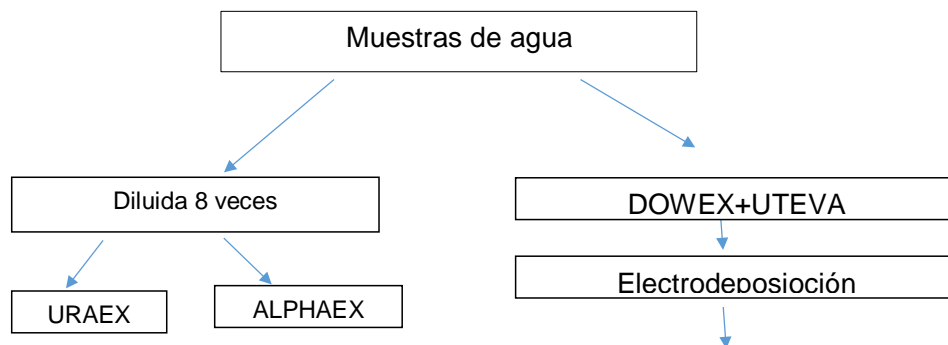 Muestras de agua
Diluida 8 veces
DOWEX+UTEVA
Electrodeposioción
URAEX
ALPHAEX